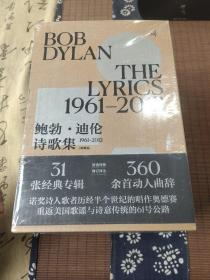 BOB
DYLAN
THE
LYRICS
1961-2012
鲍勃·迪伦
诗歌集
1961-2012
31
张经典专辑
360
余首动人曲辞
诺奖诗人歌者历经半个世纪的唱作奥德赛
重返美国歌谣与诗意传统的61号公路